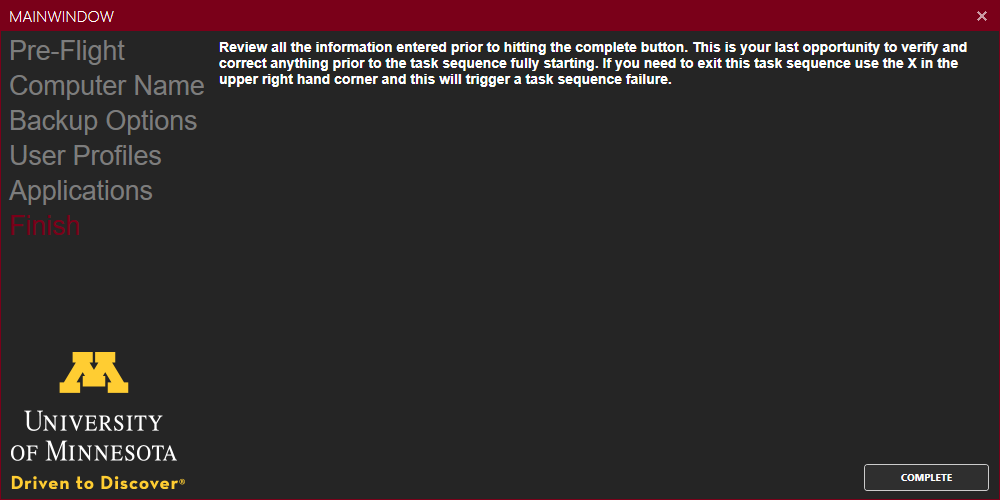 MAINWINDOW
Pre-Flight
Computer Name
Backup Options
User Profiles
Applications
Finish
Review all the information entered prior to hitting the complete button. This is your last opportunity to verify and
correct anything prior to the task sequence fully starting. If you need to exit this task sequence use the X in the
upper right hand corner and this will trigger a task sequence failure.
M
UNIVERSITY
OF MINNESOTA
Driven to Discover®
COMPLETE